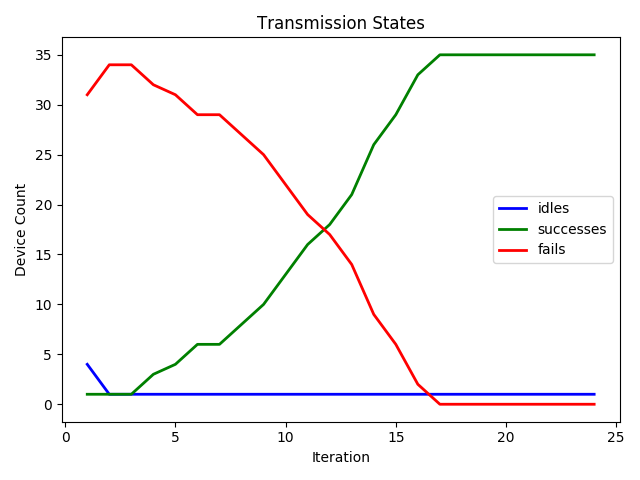 Transmission States
Device Count
35
30
25
20
15
10
5
0
idles
successes
fails
0 5 10 15 20 25
Iteration